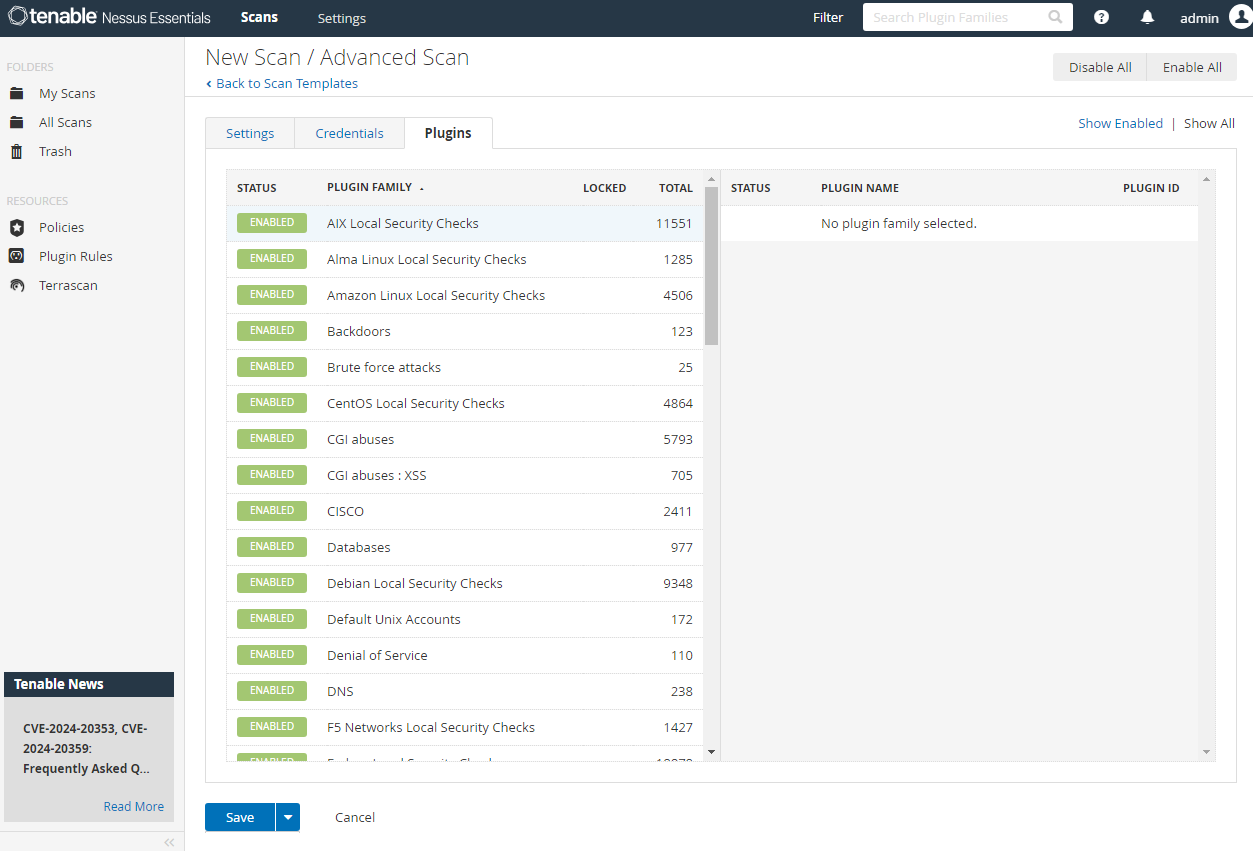 tenable Nessus Essentials Scans Settings Filter Search Plugin Families admin
FOLDERS
My Scans
All Scans
Trash
RESOURCES
Policies
Plugin Rules
Terrascan
Tenable News
CVE-2024-20353, CVE-
2024-20359:
Frequently Asked Q...
Read More
New Scan / Advanced Scan
Back to Scan Templates
Disable All Enable All
Settings Credentials Plugins
Show Enabled | Show All
STATUS PLUGIN FAMILY LOCKED TOTAL
ENABLED AIX Local Security Checks 11551
ENABLED Alma Linux Local Security Checks 1285
ENABLED Amazon Linux Local Security Checks 4506
ENABLED Backdoors 123
ENABLED Brute force attacks 25
ENABLED CentOS Local Security Checks 4864
ENABLED CGI abuses 5793
ENABLED CGI abuses : XSS 705
ENABLED CISCO 2411
ENABLED Databases 977
ENABLED Debian Local Security Checks 9348
ENABLED Default Unix Accounts 172
ENABLED Denial of Service 110
ENABLED DNS 238
ENABLED F5 Networks Local Security Checks 1427
ENABLED
STATUS PLUGIN NAME PLUGIN ID
No plugin family selected.
Save Cancel